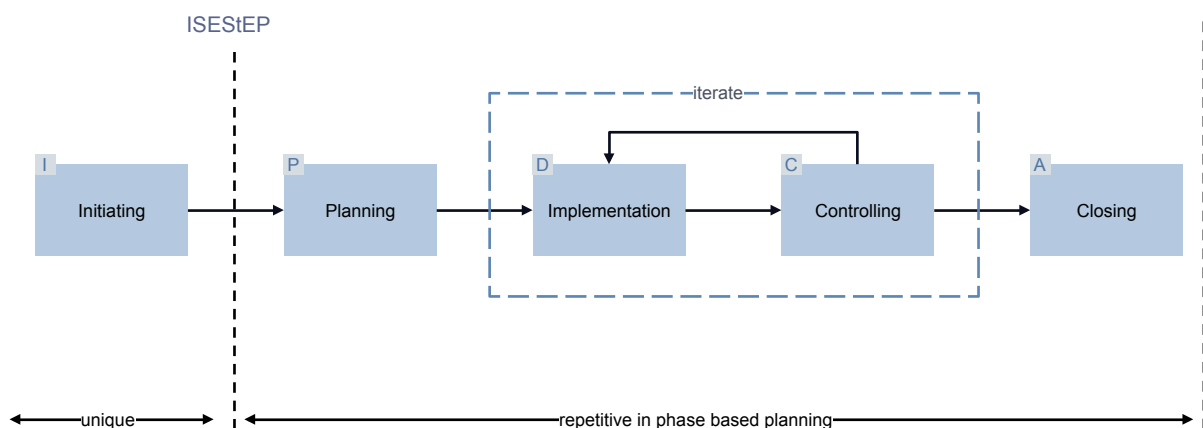 ISEStEP
iterate
I
P
D
C
A
Initiating
Planning
Implementation
Controlling
Closing
unique
repetitive in phase based planning